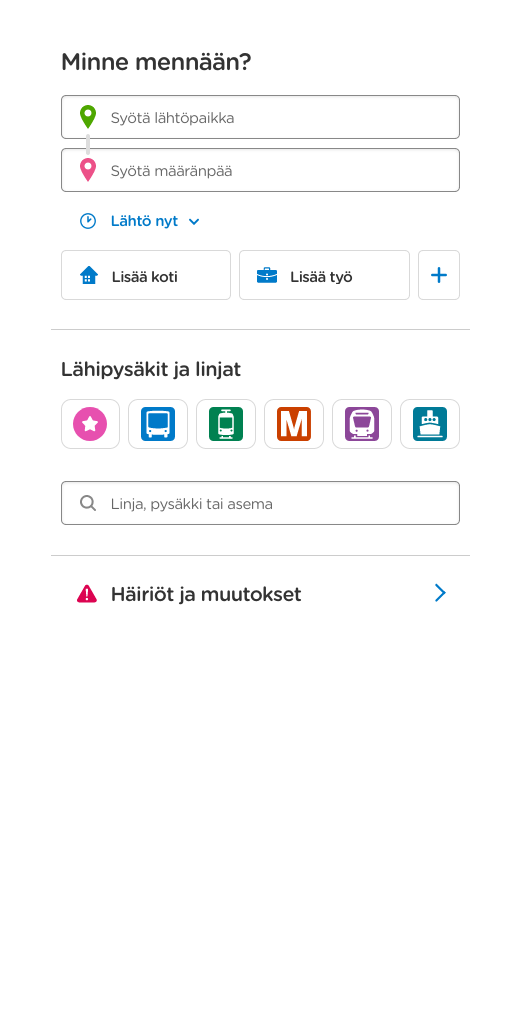 Minne mennään?
Syötä lähtöpaikka
Syötä määränpää
Lähtö nyt
Lisää koti
Lisää työ
Lähipysäkit ja linjat
M
Linja, pysäkki tai asema
Häiriöt ja muutokset